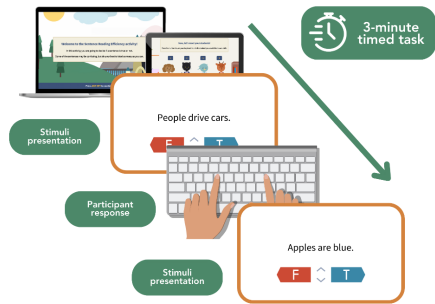 3-minute
timed task
Welcome to the Sentence Reading Efficiency activity!
People drive cars.
F T
Stimuli
presentation
Participant
response
Apples are blue.
F T
Stimuli
presentation